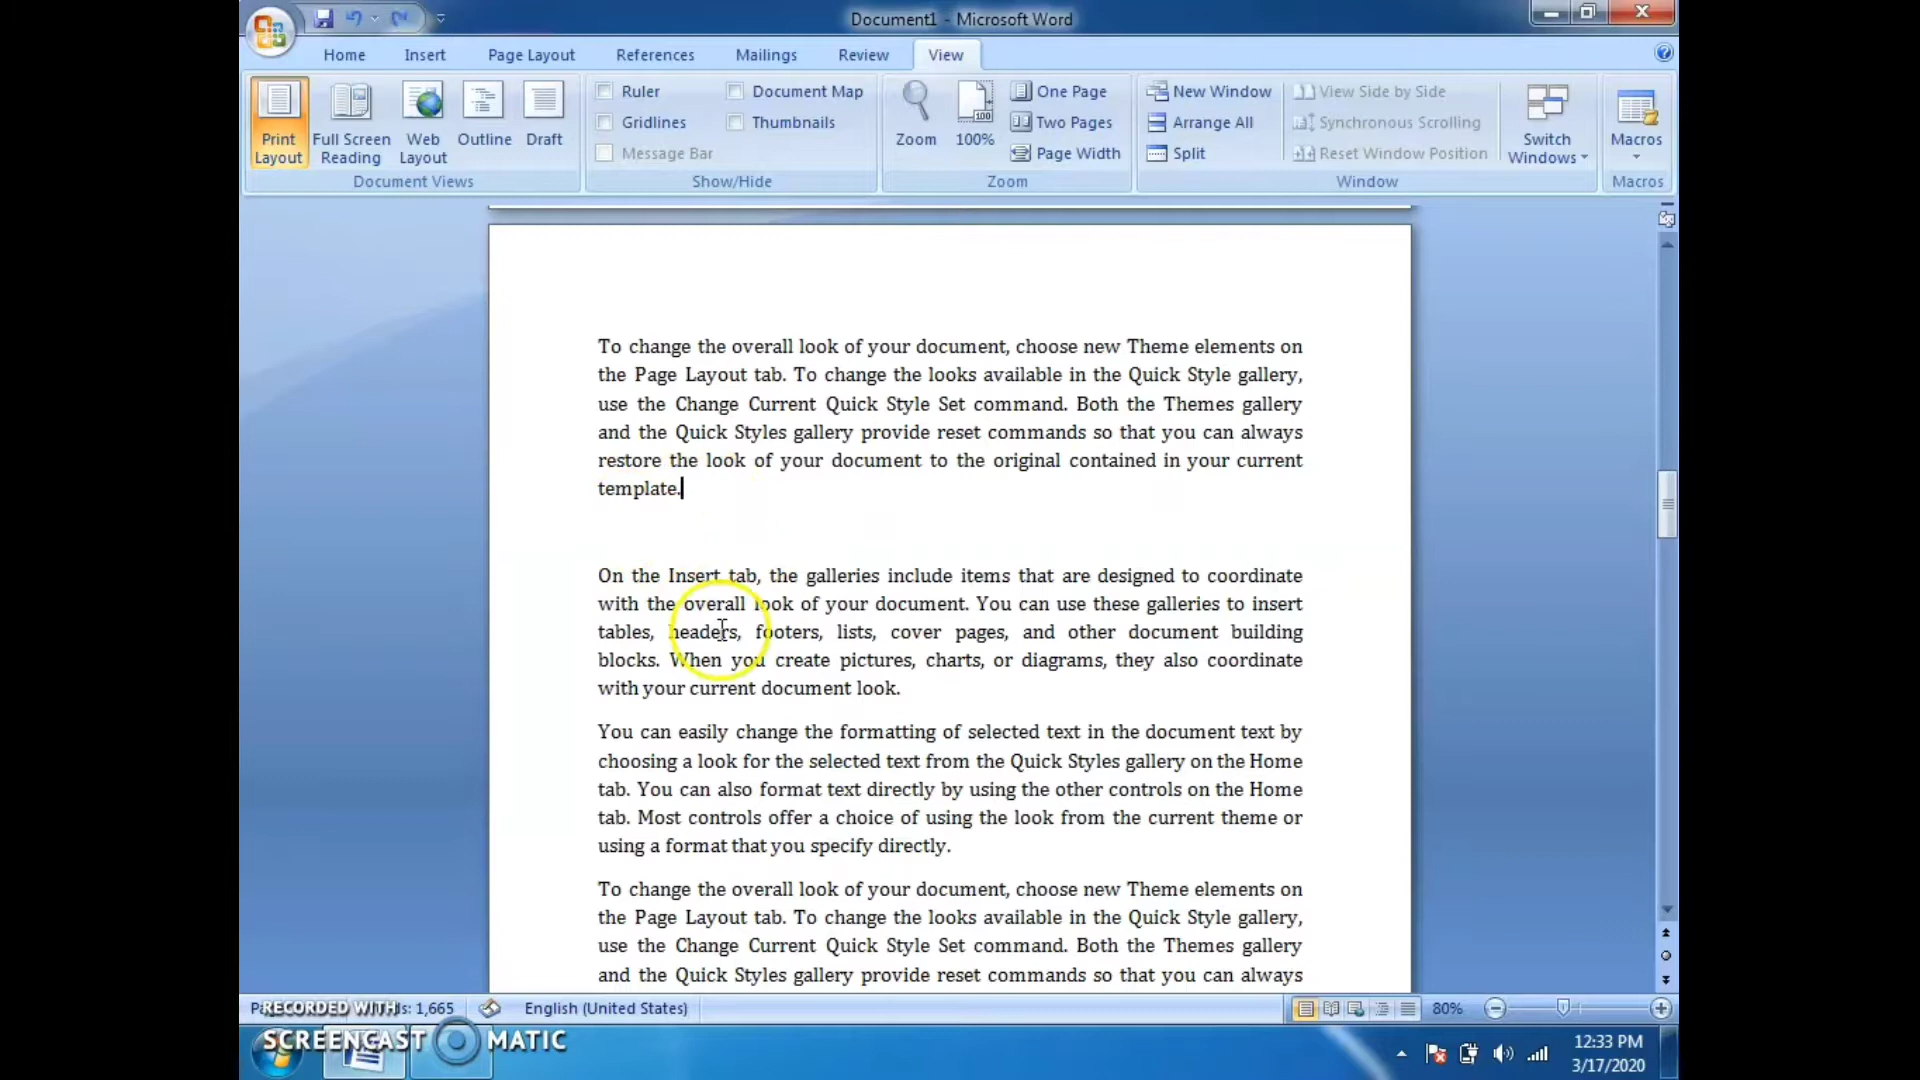 Document1 - Microsoft Word
Home Insert Page Layout References Mailings Review View
Print Layout
Full Screen Reading
Web Layout
Outline
Draft
Document Views
Ruler
Gridlines
Message Bar
Document Map
Thumbnails
Show/Hide
Zoom
100%
One Page
Two Pages
Page Width
Zoom
New Window
Arrange All
Split
View Side by Side
Synchronous Scrolling
Reset Window Position
Switch Windows
Window
Macros
Macros
To change the overall look of your document, choose new Theme elements on
the Page Layout tab. To change the looks available in the Quick Style gallery,
use the Change Current Quick Style Set command. Both the Themes gallery
and the Quick Styles gallery provide reset commands so that you can always
restore the look of your document to the original contained in your current
template.
On the Insert tab, the galleries include items that are designed to coordinate
with the overall look of your document. You can use these galleries to insert
tables, headers, footers, lists, cover pages, and other document building
blocks. When you create pictures, charts, or diagrams, they also coordinate
with your current document look.
You can easily change the formatting of selected text in the document text by
choosing a look for the selected text from the Quick Styles gallery on the Home
tab. You can also format text directly by using the other controls on the Home
tab. Most controls offer a choice of using the look from the current theme or
using a format that you specify directly.
To change the overall look of your document, choose new Theme elements on
the Page Layout tab. To change the looks available in the Quick Style gallery,
use the Change Current Quick Style Set command. Both the Themes gallery
and the Quick Styles gallery provide reset commands so that you can always
RECORDED WITH
1,665
English (United States)
80%
SCREENCAST MATIC
12:33 PM
3/17/2020